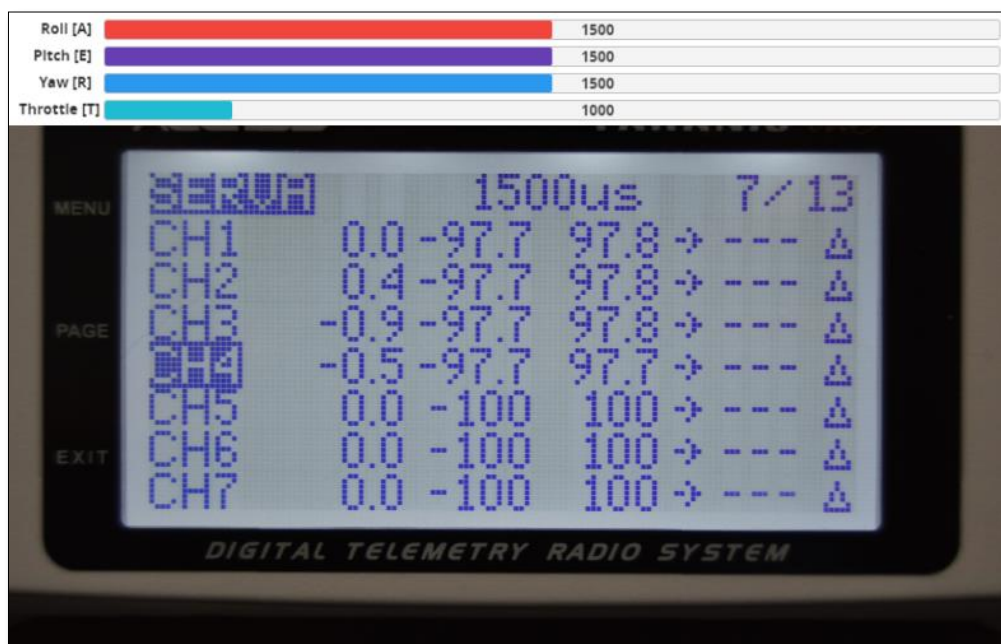 Roll [A] 1500
Pitch [E] 1500
Yaw [R] 1500
Throttle [T] 1000
MENU
SERVOS 1500us 7/13
CH1 0.0 -97.7 97.8 → --- Δ
CH2 0.4 -97.7 97.8 → --- Δ
PAGE
CH3 -0.9 -97.7 97.8 → --- Δ
CH4 -0.5 -97.7 97.7 → --- Δ
CH5 0.0 -100 100 → --- Δ
EXIT
CH6 0.0 -100 100 → --- Δ
CH7 0.0 -100 100 → --- Δ
DIGITAL TELEMETRY RADIO SYSTEM